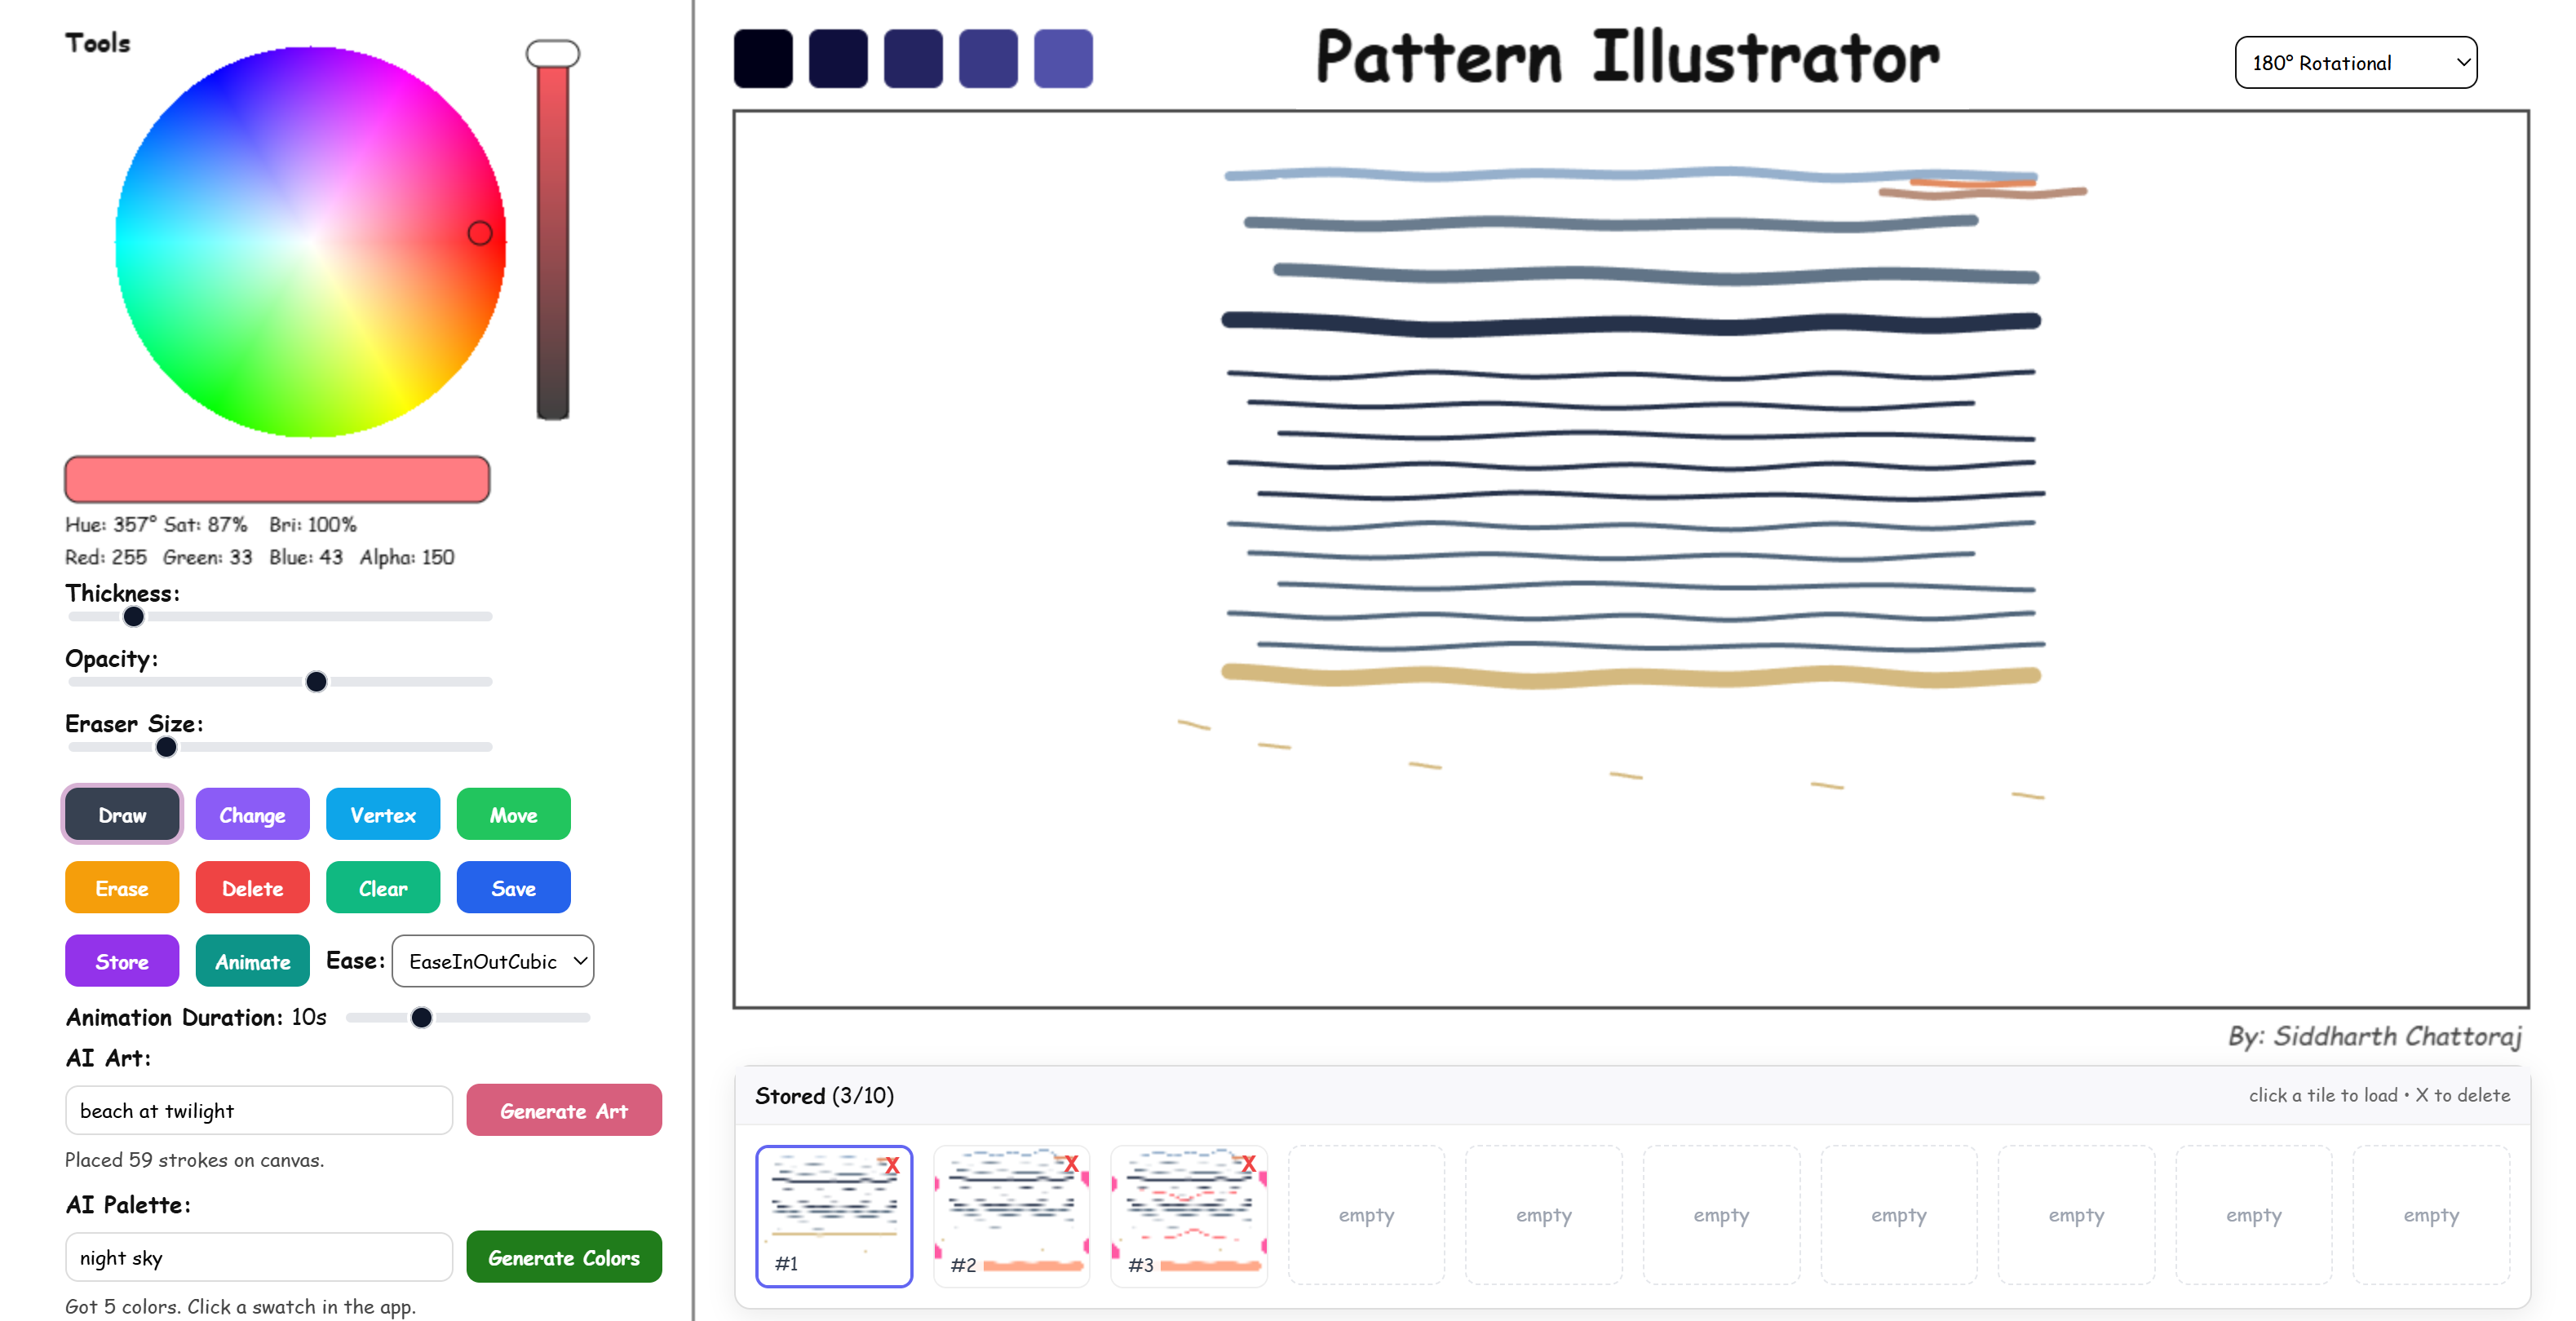 Tools
Pattern Illustrator
180° Rotational
Hue: 357° Sat: 87% Bri: 100%
Red: 255 Green: 33 Blue: 43 Alpha: 150
Thickness:
Opacity:
Eraser Size:
Draw Change Vertex Move
Erase Delete Clear Save
Store Animate Ease: EaseInOutCubic
Animation Duration: 10s
AI Art:
beach at twilight Generate Art
Placed 59 strokes on canvas.
AI Palette:
night sky Generate Colors
Got 5 colors. Click a swatch in the app.
By: Siddharth Chattoraj
Stored (3/10) click a tile to load • X to delete
X X X
#1 #2 #3 empty empty empty empty empty empty empty